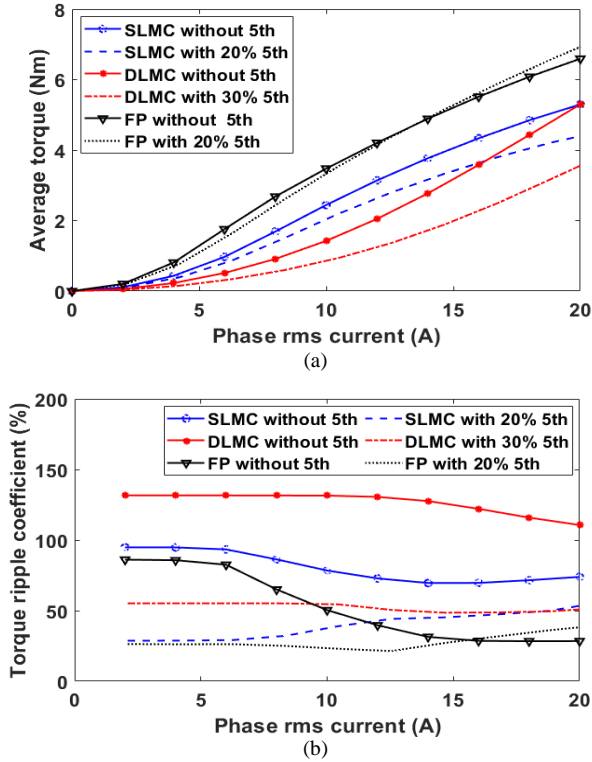 8
6
4
2
0
Average torque (Nm)
SLMC without 5th
SLMC with 20% 5th
DLMC without 5th
DLMC with 30% 5th
FP without 5th
FP with 20% 5th
0 5 10 15 20
Phase rms current (A)
(a)
200
150
100
50
0
Torque ripple coefficient (%)
SLMC without 5th SLMC with 20% 5th
DLMC without 5th DLMC with 30% 5th
FP without 5th FP with 20% 5th
0 5 10 15 20
Phase rms current (A)
(b)